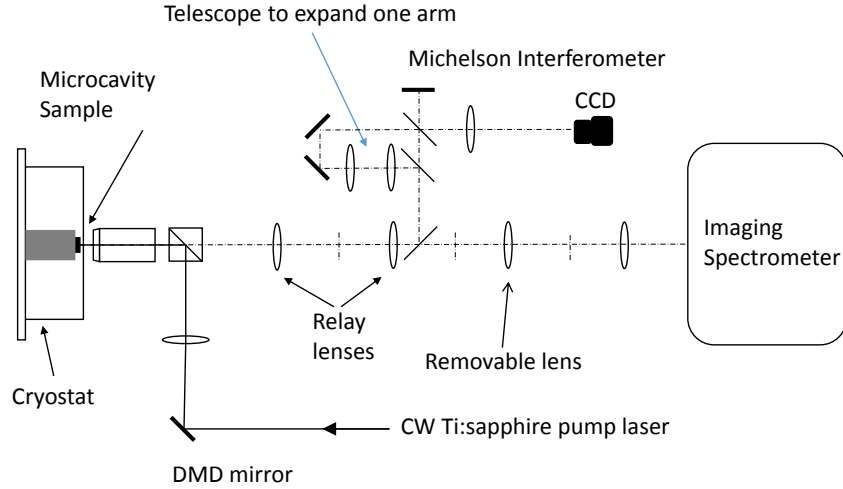 Telescope to expand one arm
Michelson Interferometer
Microcavity
Sample
CCD
Imaging
Spectrometer
Relay
lenses
Removable lens
Cryostat
CW Ti:sapphire pump laser
DMD mirror